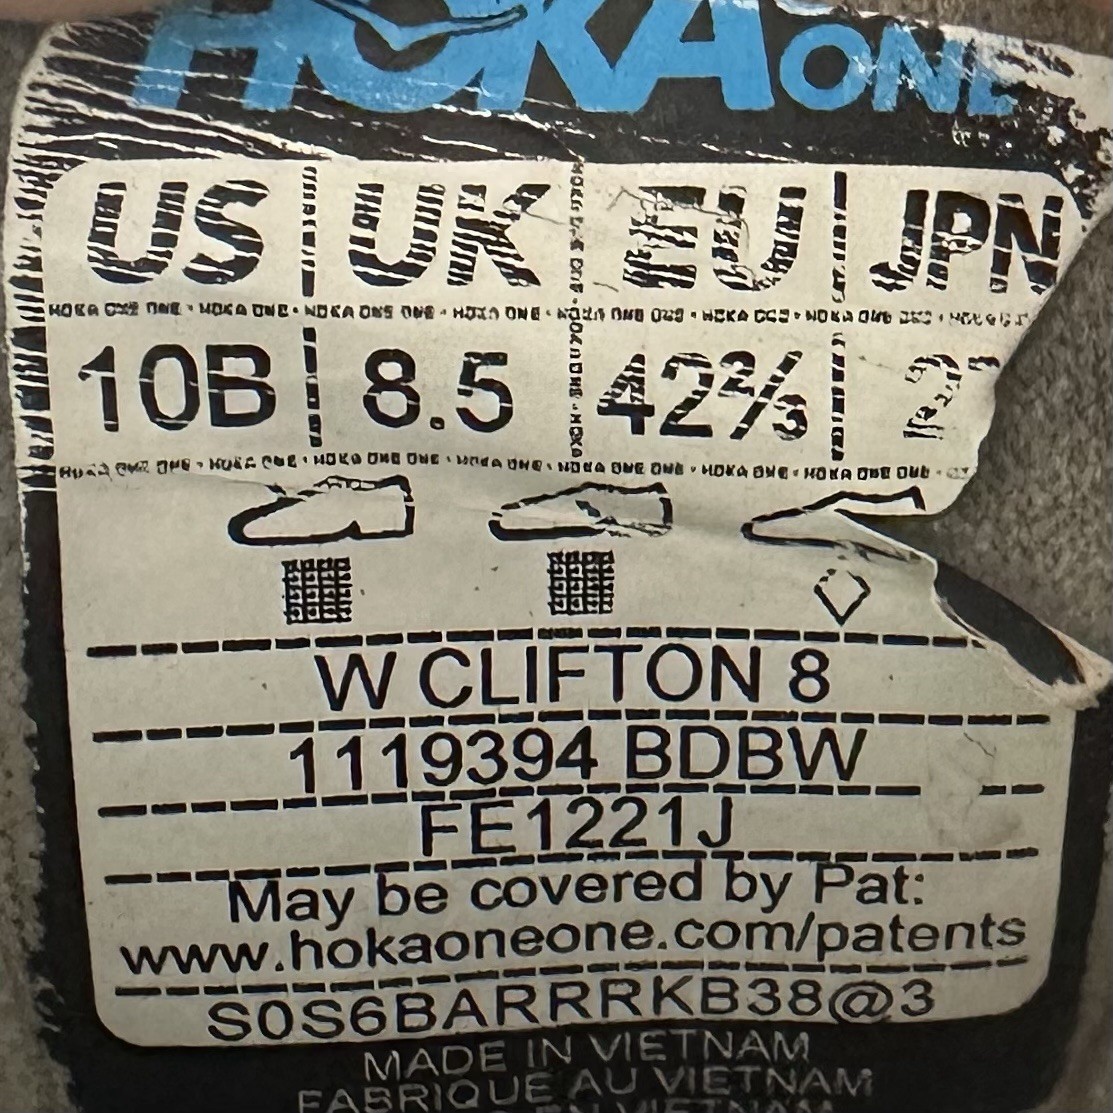 HOKA ONE
US UK EU JPN
10B 8.5 42⅔
W CLIFTON 8
1119394 BDBW
FE1221J
May be covered by Pat:
www.hokaoneone.com/patents
S0S6BARRRKB38@3
MADE IN VIETNAM
FABRIQUE AU VIETNAM